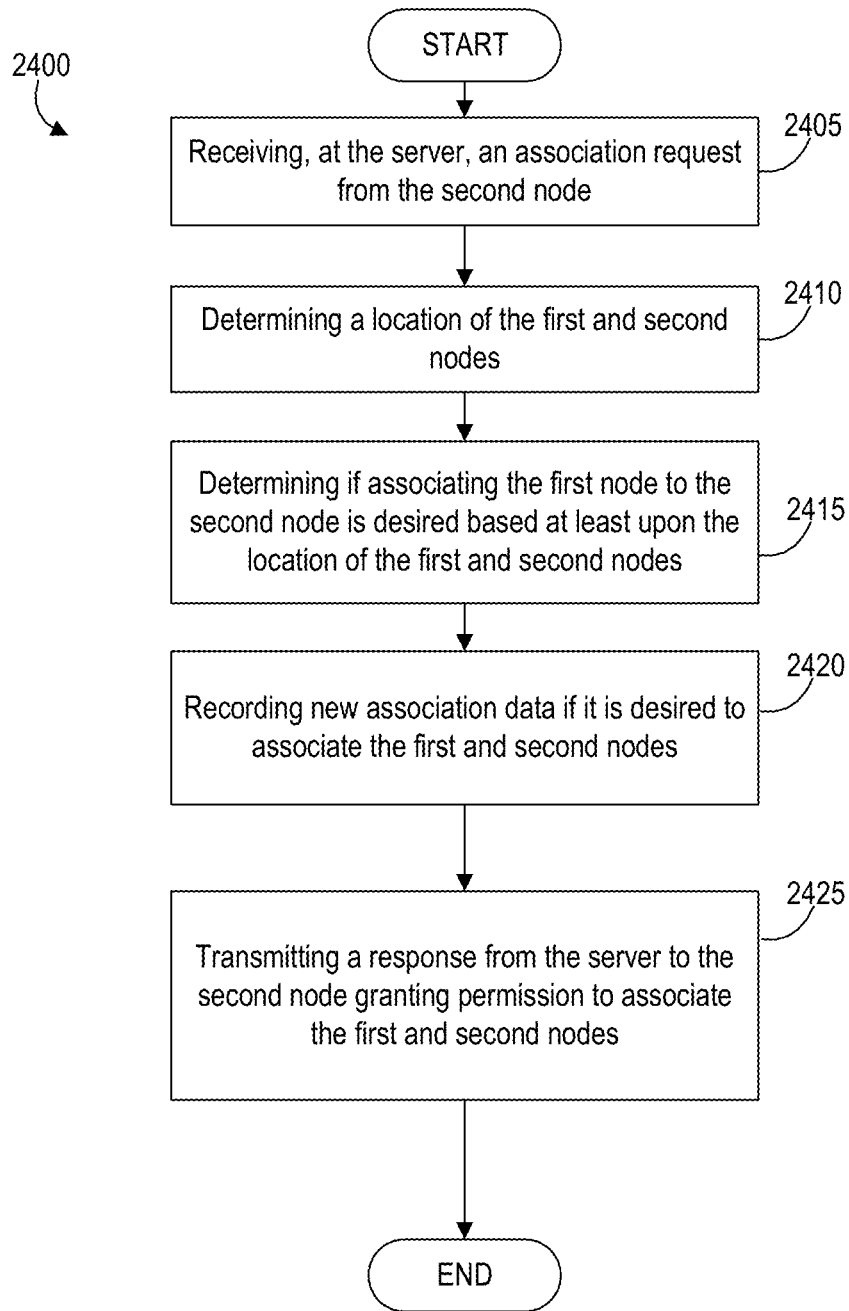 2400
START
2405
Receiving, at the server, an association request
from the second node
2410
Determining a location of the first and second
nodes
2415
Determining if associating the first node to the
second node is desired based at least upon the
location of the first and second nodes
2420
Recording new association data if it is desired to
associate the first and second nodes
2425
Transmitting a response from the server to the
second node granting permission to associate
the first and second nodes
END